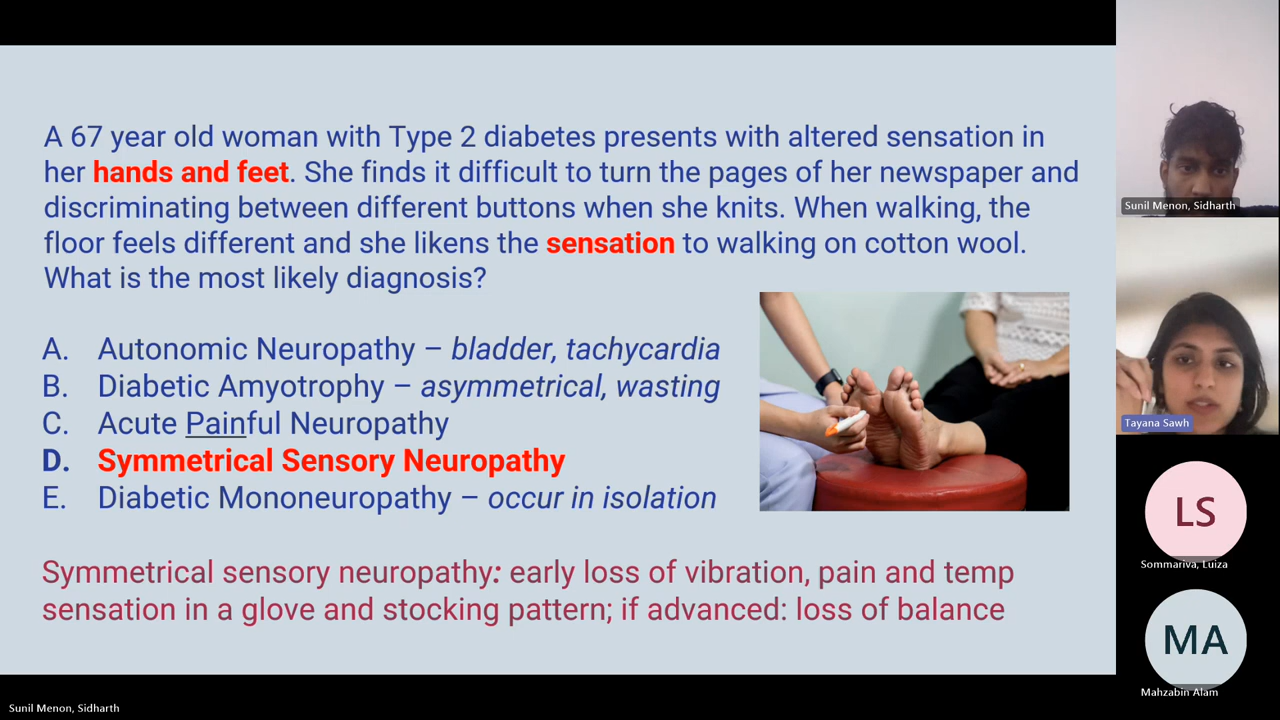 A 67 year old woman with Type 2 diabetes presents with altered sensation in
her hands and feet. She finds it difficult to turn the pages of her newspaper and
discriminating between different buttons when she knits. When walking, the
floor feels different and she likens the sensation to walking on cotton wool.
What is the most likely diagnosis?
A. Autonomic Neuropathy – bladder, tachycardia
B. Diabetic Amyotrophy – asymmetrical, wasting
C. Acute Painful Neuropathy
D. Symmetrical Sensory Neuropathy
E. Diabetic Mononeuropathy – occur in isolation
Symmetrical sensory neuropathy: early loss of vibration, pain and temp
sensation in a glove and stocking pattern; if advanced: loss of balance
Sunil Menon, Sidharth
Tayana Sawh
LS
Sommariva, Luiza
MA
Mahzabin Alam
Sunil Menon, Sidharth